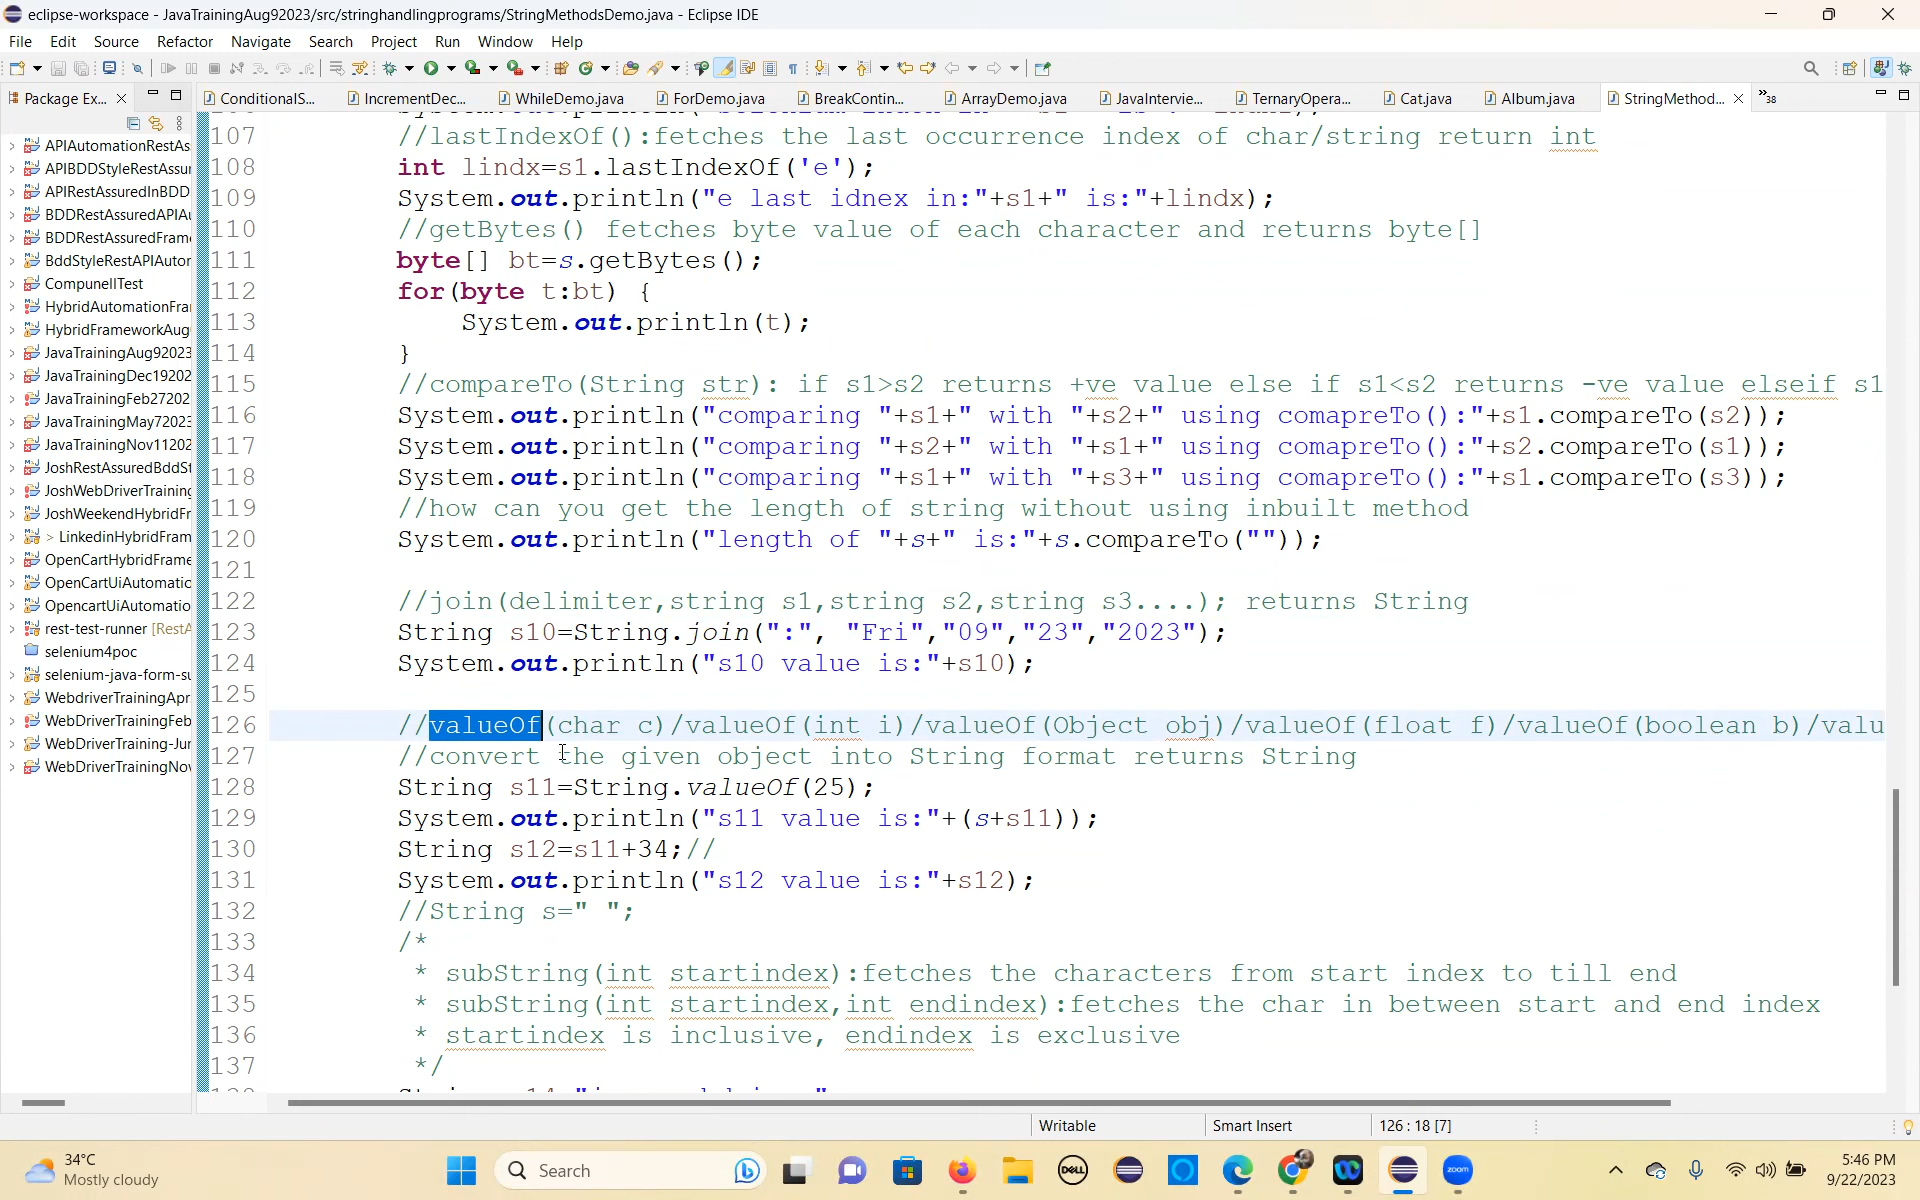 eclipse-workspace - JavaTrainingAug92023/src/stringhandlingprograms/StringMethodsDemo.java - Eclipse IDE
File Edit Source Refactor Navigate Search Project Run Window Help
Package Ex...
ConditionalS... IncrementDec... WhileDemo.java ForDemo.java BreakContin... ArrayDemo.java JavaIntervie... TernaryOpera... Cat.java Album.java StringMethod... »38
APIAutomationRestAs
APIBDDStyleRestAssur
APIRestAssuredInBDD
BDDRestAssuredAPIAu
BDDRestAssuredFrame
BddStyleRestAPIAutor
CompunellTest
HybridAutomationFra
HybridFrameworkAug
JavaTrainingAug92023
JavaTrainingDec19202
JavaTrainingFeb27202
JavaTrainingMay72023
JavaTrainingNov11202
JoshRestAssuredBddSt
JoshWebDriverTraining
JoshWeekendHybridFr
> LinkedinHybridFram
OpenCartHybridFrame
OpenCartUiAutomatic
OpencartUiAutomatio
rest-test-runner [RestA
selenium4poc
selenium-java-form-su
WebdriverTrainingApr
WebDriverTrainingFeb
WebDriverTraining-Jur
WebDriverTrainingNov
107 //lastIndexOf():fetches the last occurrence index of char/string return int
108 int lindx=s1.lastIndexOf('e');
109 System.out.println("e last idnex in:"+s1+" is:"+lindx);
110 //getBytes() fetches byte value of each character and returns byte[]
111 byte[] bt=s.getBytes();
112 for(byte t:bt) {
113 System.out.println(t);
114 }
115 //compareTo(String str): if s1>s2 returns +ve value else if s1<s2 returns -ve value elseif s1
116 System.out.println("comparing "+s1+" with "+s2+" using comapreTo():"+s1.compareTo(s2));
117 System.out.println("comparing "+s2+" with "+s1+" using comapreTo():"+s2.compareTo(s1));
118 System.out.println("comparing "+s1+" with "+s3+" using comapreTo():"+s1.compareTo(s3));
119 //how can you get the length of string without using inbuilt method
120 System.out.println("length of "+s+" is:"+s.compareTo(""));
121
122 //join(delimiter,string s1,string s2,string s3....); returns String
123 String s10=String.join(":", "Fri","09","23","2023");
124 System.out.println("s10 value is:"+s10);
125
126 //valueOf(char c)/valueOf(int i)/valueOf(Object obj)/valueOf(float f)/valueOf(boolean b)/valu
127 //convert the given object into String format returns String
128 String s11=String.valueOf(25);
129 System.out.println("s11 value is:"+(s+s11));
130 String s12=s11+34;//
131 System.out.println("s12 value is:"+s12);
132 //String s=" ";
133 /*
134 * subString(int startindex):fetches the characters from start index to till end
135 * subString(int startindex,int endindex):fetches the char in between start and end index
136 * startindex is inclusive, endindex is exclusive
137 */
Writable Smart Insert 126 : 18 [7]
34°C
Mostly cloudy
Search
DELL
zoom
5:46 PM
9/22/2023